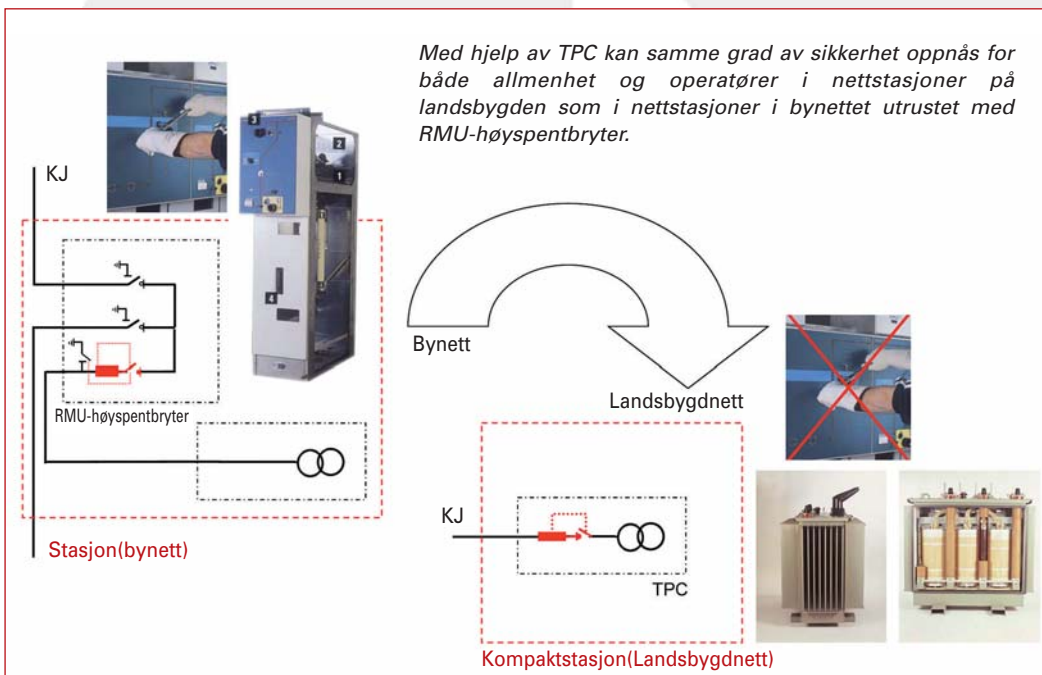 Med hjelp av TPC kan samme grad av sikkerhet oppnås for
både allmenhet og operatører i nettstasjoner på
landsbygden som i nettstasjoner i bynettet utrustet med
RMU-høyspentbryter.
3
2
1
4
KJ
RMU-høyspentbryter
Stasjon(bynett)
Bynett
Landsbygdnett
KJ
TPC
Kompaktstasjon(Landsbygdnett)